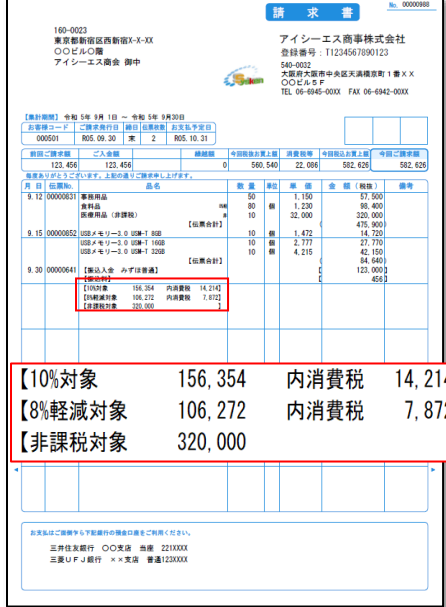 請求書
No. 00000988
160-0023
東京都新宿区西新宿X-X-XX
〇〇ビル〇階
アイシーエス商会 御中
アイシーエス商事株式会社
登録番号：T1234567890123
540-0032
大阪府大阪市中央区天満橋京町1番XX
〇〇ビル5F
TEL 06-6945-00XX FAX 06-6942-00XX
【集計期間】 令和 5年 9月 1日 ～ 令和 5年 9月30日
お客様コード ご請求発行日 締日 伝票枚数 お支払予定日
000501 R05.09.30 末 2 R05.10.31
前回ご請求額 ご入金額 繰越額 今回税抜お買上額 消費税等 今回税込お買上額 今回ご請求額
123,456 123,456 0 560,540 22,086 582,626 582,626
毎度ありがとうございます。上記の通りご請求申し上げます。
月 日 伝票No. 品名 数量 単位 単価 金額（税抜） 備考
9.12 00000831 事務用品 50 1,150 57,500
食料品 80 個 1,230 98,400
医療用品（非課税） 10 32,000 320,000
【伝票合計】 ( 475,900)
9.15 00000852 USBメモリー3.0 USM-T 8GB 10 個 1,472 14,720
USBメモリー3.0 USM-T 16GB 10 個 2,777 27,770
USBメモリー3.0 USM-T 32GB 10 個 4,215 42,150
【伝票合計】 ( 84,640)
9.30 00000641 【振込入金 みずほ普通】 【 123,000】
【振込料】 【 456】
【10%対象 156,354 内消費税 14,214】
【8%軽減対象 106,272 内消費税 7,872】
【非課税対象 320,000 】
【10%対象 156,354 内消費税 14,214
【8%軽減対象 106,272 内消費税 7,872
【非課税対象 320,000
お支払はご面倒乍ら下記銀行の預金口座をご利用ください。
三井住友銀行 〇〇支店 当座 221XXXX
三菱UFJ銀行 ××支店 普通123XXXX